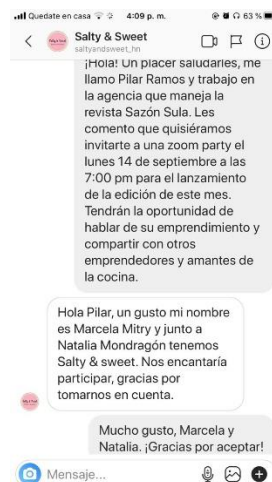 Quedate en casa 4:09 p. m. 63 %
Salty & Sweet
saltyandsweet_hn
¡Hola! Un placer saludarles, me
llamo Pilar Ramos y trabajo en
la agencia que maneja la
revista Sazón Sula. Les
comento que quisiéramos
invitarte a una zoom party el
lunes 14 de septiembre a las
7:00 pm para el lanzamiento
de la edición de este mes.
Tendrán la oportunidad de
hablar de su emprendimiento y
compartir con otros
emprendedores y amantes de
la cocina.
Hola Pilar, un gusto mi nombre
es Marcela Mitry y junto a
Natalia Mondragón tenemos
Salty & sweet. Nos encantaría
participar, gracias por
tomarnos en cuenta.
Mucho gusto, Marcela y
Natalia. ¡Gracias por aceptar!
Mensaje...